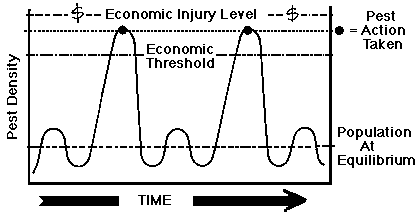 $ Economic Injury Level $
Pest
= Action
Taken
Economic
Threshold
Pest Density
Population
At
Equilibrium
TIME